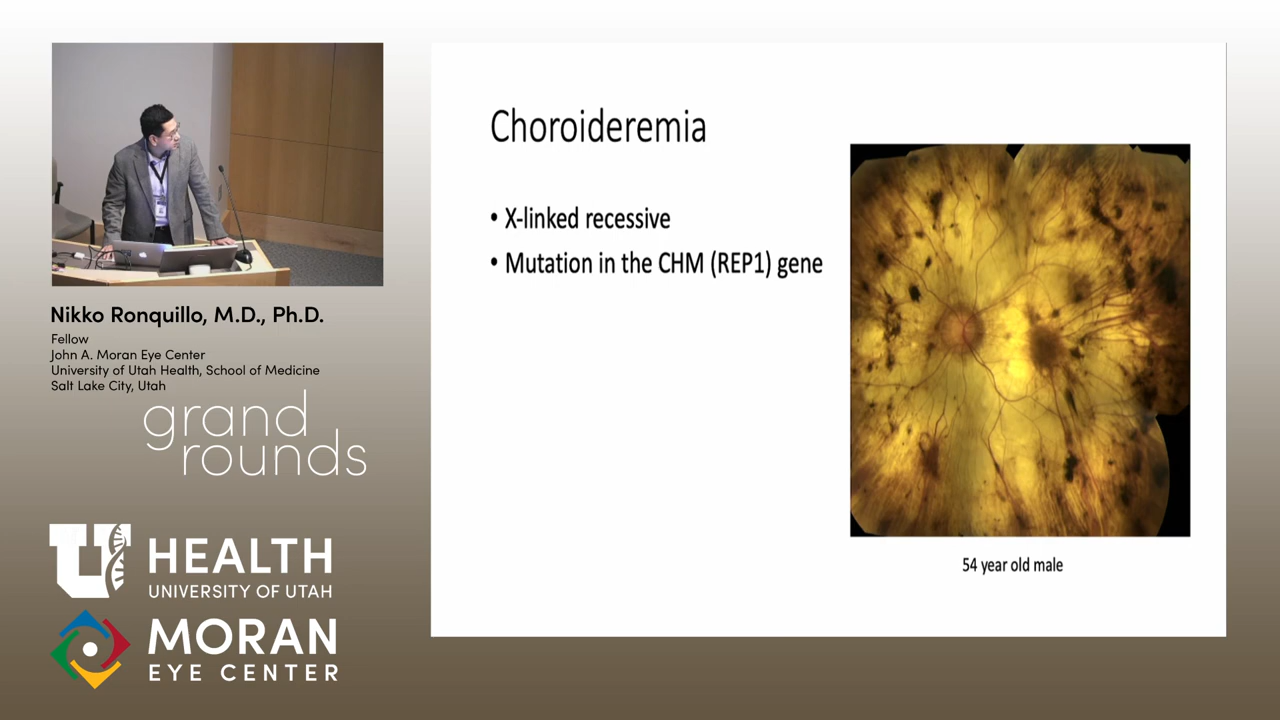 Nikko Ronquillo, M.D., Ph.D.
Fellow
John A. Moran Eye Center
University of Utah Health, School of Medicine
Salt Lake City, Utah
grand
rounds
U
HEALTH
UNIVERSITY OF UTAH
MORAN
EYE CENTER
Choroideremia
• X-linked recessive
• Mutation in the CHM (REP1) gene
54 year old male